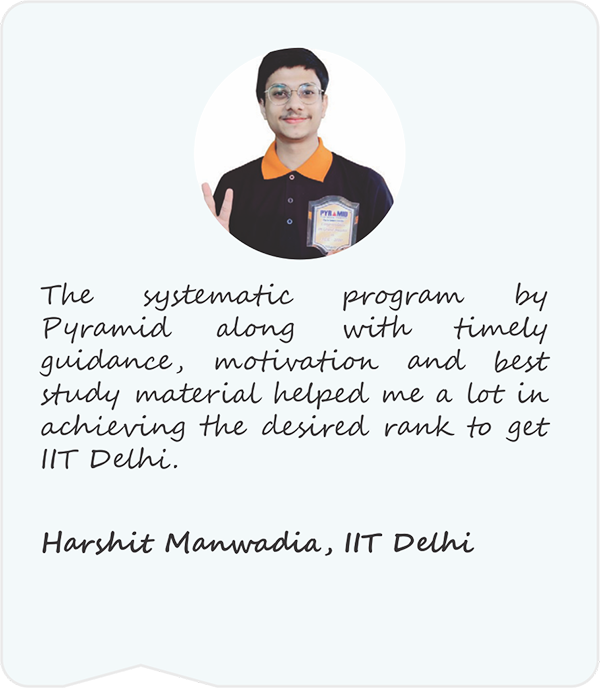 PYRAMID
The systematic program by
Pyramid along with timely
guidance, motivation and best
study material helped me a lot in
achieving the desired rank to get
IIT Delhi.
Harshit Manwadia, IIT Delhi